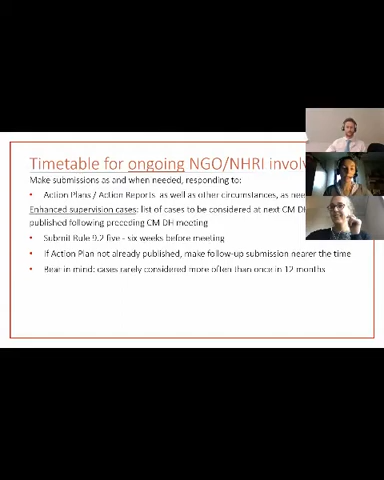 Timetable for ongoing NGO/NHRI invol
Make submissions as and when needed, responding to:
• Action Plans / Action Reports as well as other circumstances, as nee
Enhanced supervision cases: list of cases to be considered at next CM DH
published following preceding CM DH meeting
• Submit Rule 9.2 five - six weeks before meeting
• If Action Plan not already published, make follow-up submission nearer the time
• Bear in mind: cases rarely considered more often than once in 12 months